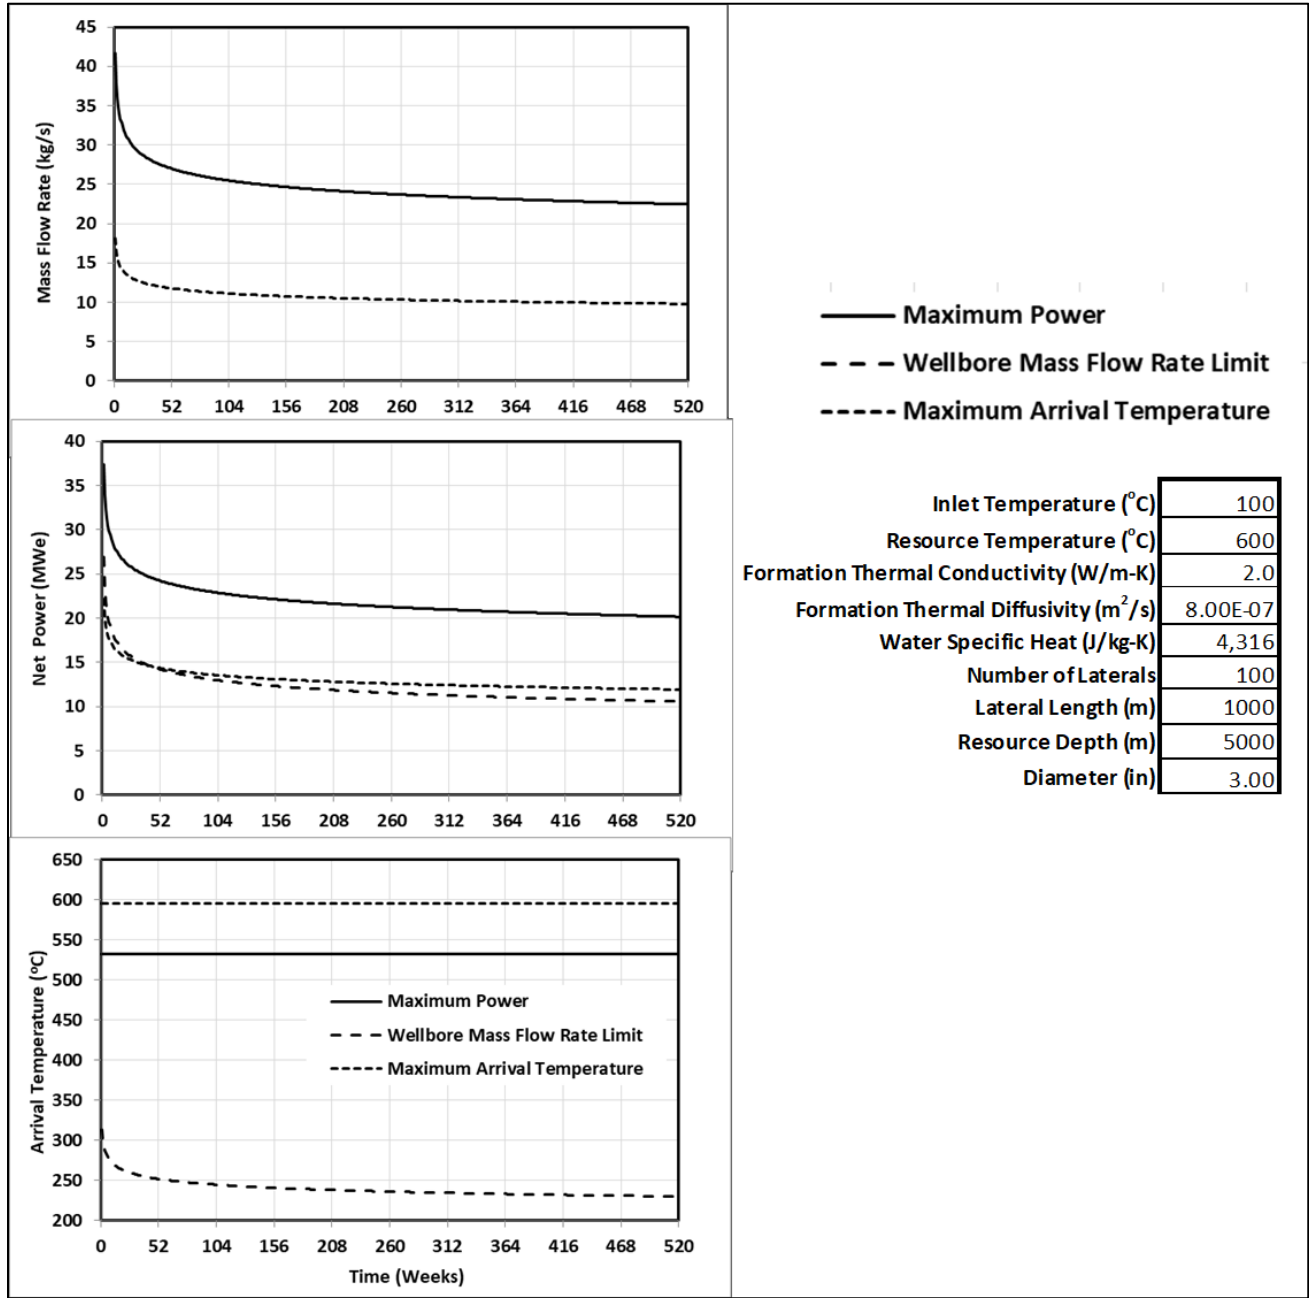 45
40
35
30
25
20
15
10
5
0
Mass Flow Rate (kg/s)
0 52 104 156 208 260 312 364 416 468 520
40
35
30
25
20
15
10
5
0
Net Power (MWe)
0 52 104 156 208 260 312 364 416 468 520
650
600
550
500
450
400
350
300
250
200
Arrival Temperature (°C)
Maximum Power
Wellbore Mass Flow Rate Limit
Maximum Arrival Temperature
0 52 104 156 208 260 312 364 416 468 520
Time (Weeks)
Maximum Power
Wellbore Mass Flow Rate Limit
Maximum Arrival Temperature
Inlet Temperature (°C) 100
Resource Temperature (°C) 600
Formation Thermal Conductivity (W/m-K) 2.0
Formation Thermal Diffusivity (m²/s) 8.00E-07
Water Specific Heat (J/kg-K) 4,316
Number of Laterals 100
Lateral Length (m) 1000
Resource Depth (m) 5000
Diameter (in) 3.00